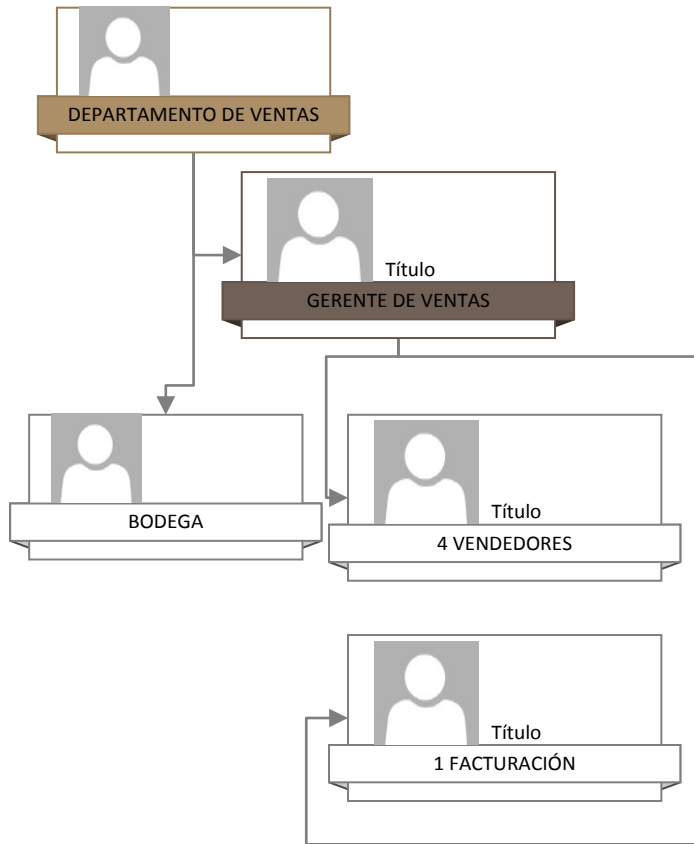 DEPARTAMENTO DE VENTAS
Título
GERENTE DE VENTAS
BODEGA
Título
4 VENDEDORES
Título
1 FACTURACIÓN